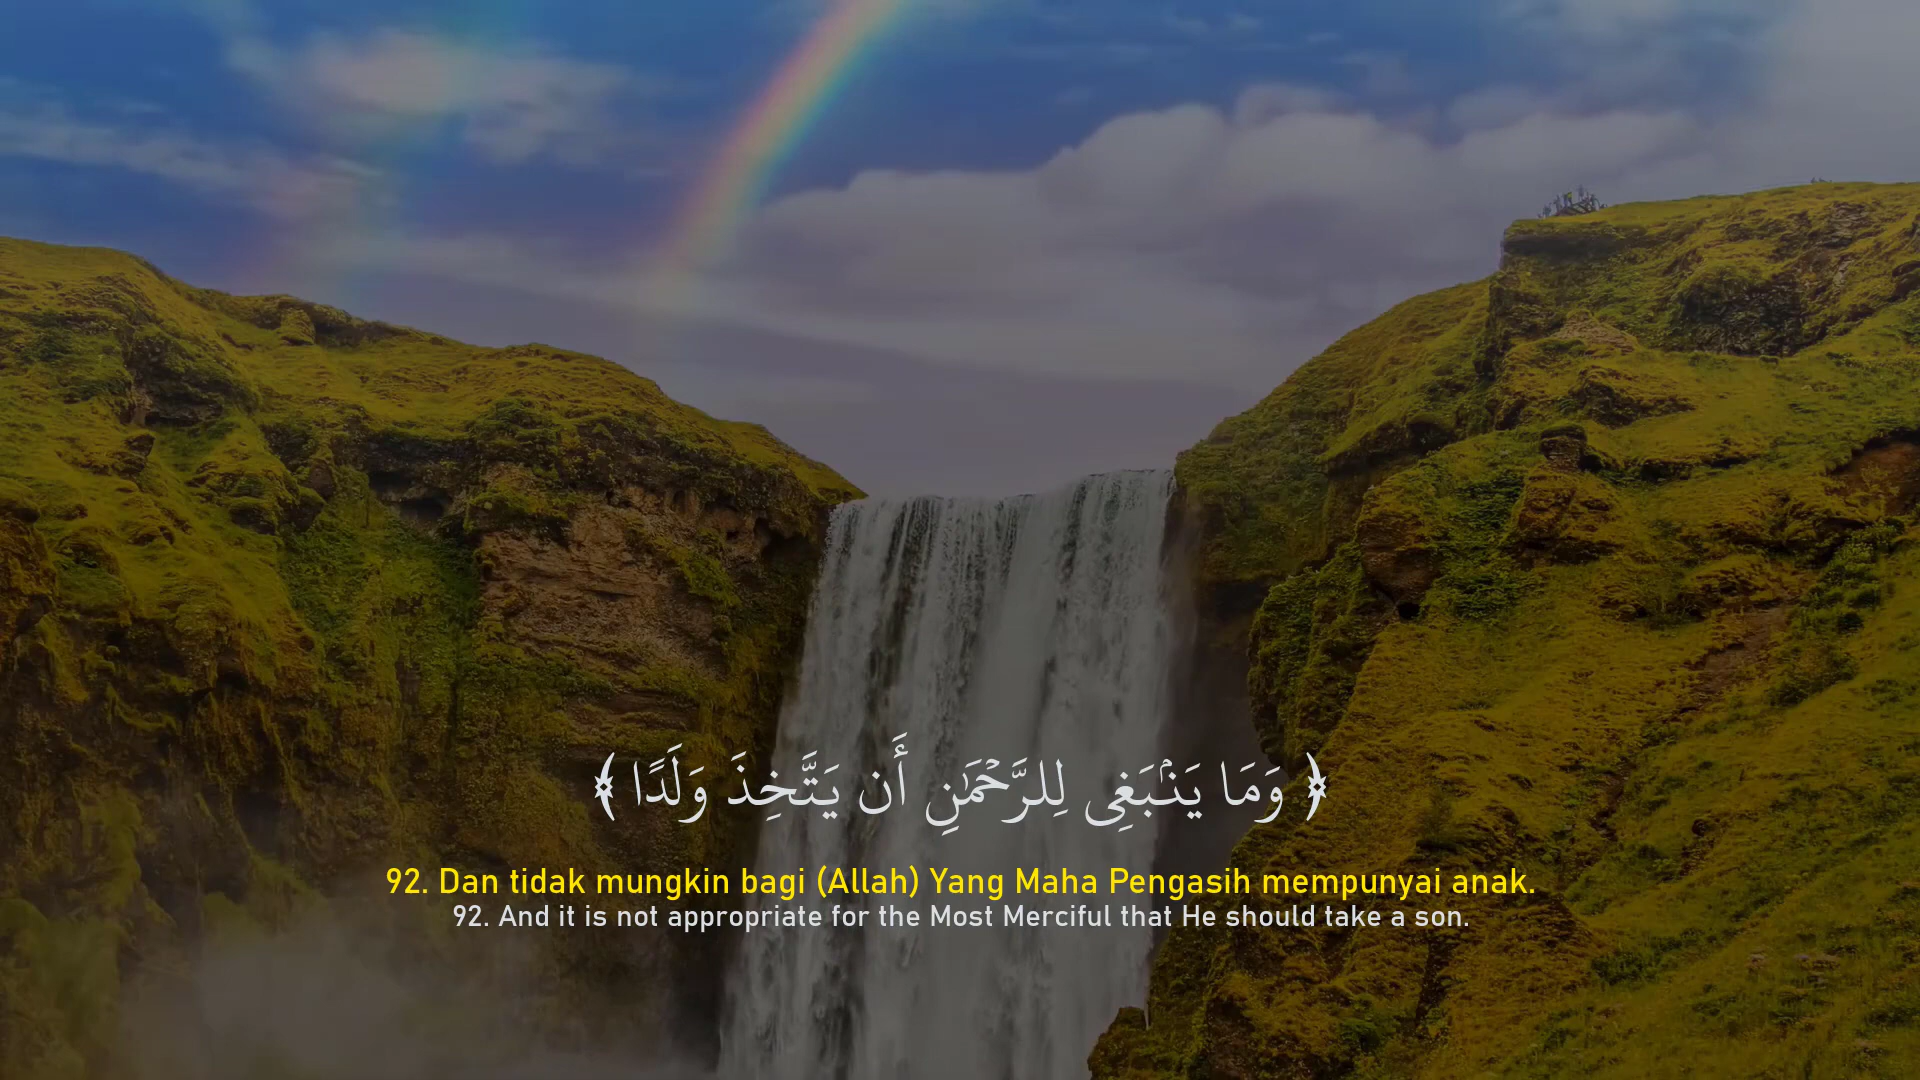 ﴿ وَمَا يَنۢبَغِى لِلرَّحْمَٰنِ أَن يَتَّخِذَ وَلَدًا ﴾
92. Dan tidak mungkin bagi (Allah) Yang Maha Pengasih mempunyai anak.
92. And it is not appropriate for the Most Merciful that He should take a son.